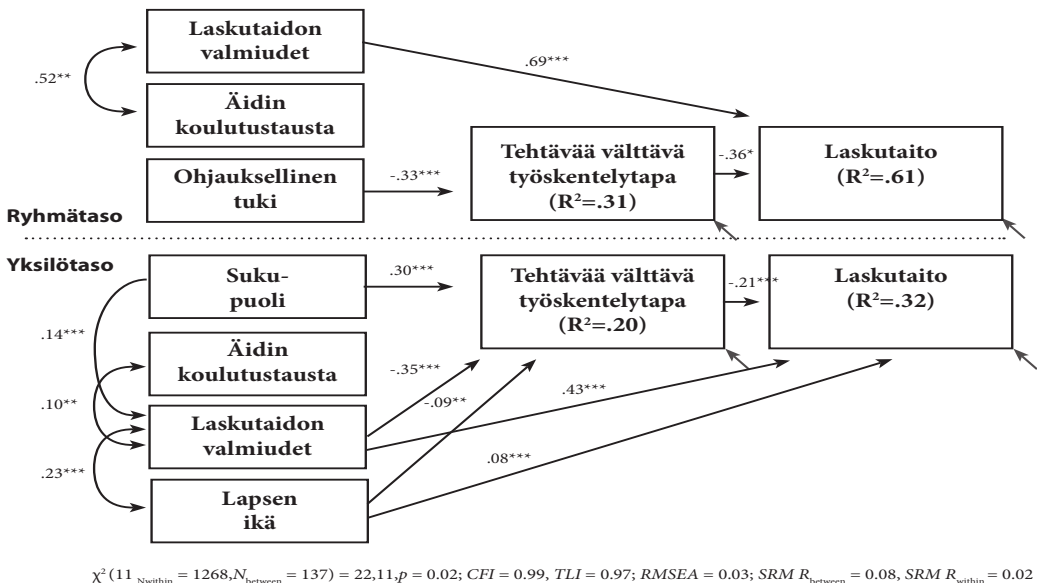 Laskutaidon
valmiudet
.52**
.69***
Äidin
koulutustausta
Ohjauksellinen
tuki
-.33***
Tehtävää välttävä
työskentelytapa
(R²=.31)
-.36*
Laskutaito
(R²=.61)
Ryhmätaso
Yksilötaso
Suku-
puoli
.30***
Tehtävää välttävä
työskentelytapa
(R²=.20)
-.21***
Laskutaito
(R²=.32)
.14***
Äidin
koulutustausta
-.35***
.10**
-.09**
.43***
Laskutaidon
valmiudet
.23***
.08***
Lapsen
ikä
χ² (11 Nwithin = 1268,Nbetween = 137) = 22,11,p = 0.02; CFI = 0.99, TLI = 0.97; RMSEA = 0.03; SRM Rbetween = 0.08, SRM Rwithin = 0.02